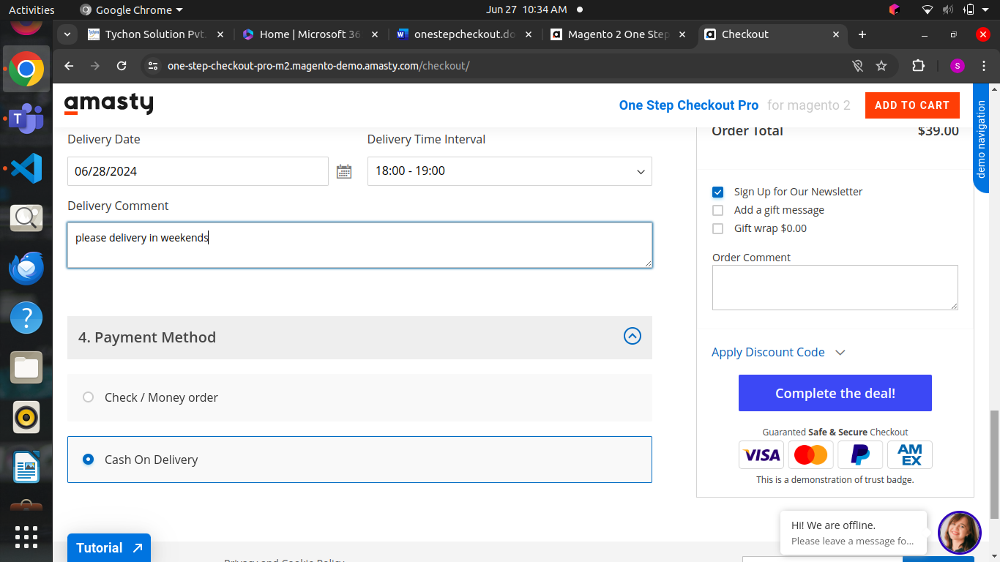 Activities
Google Chrome
Jun 27 10:34 AM
Tychon Solution Pvt.
Home | Microsoft 36
onestepcheckout.do
Magento 2 One Step
Checkout
one-step-checkout-pro-m2.magento-demo.amasty.com/checkout/
S
amasty
One Step Checkout Pro for magento 2
ADD TO CART
demo navigation
Delivery Date
Delivery Time Interval
06/28/2024
18:00 - 19:00
Delivery Comment
please delivery in weekends
4. Payment Method
Check / Money order
Cash On Delivery
Order Total $39.00
Sign Up for Our Newsletter
Add a gift message
Gift wrap $0.00
Order Comment
Apply Discount Code
Complete the deal!
Guaranted Safe & Secure Checkout
VISA
AM
EX
This is a demonstration of trust badge.
Hi! We are offline.
Please leave a message fo...
Tutorial
Privacy and Cookie Policy